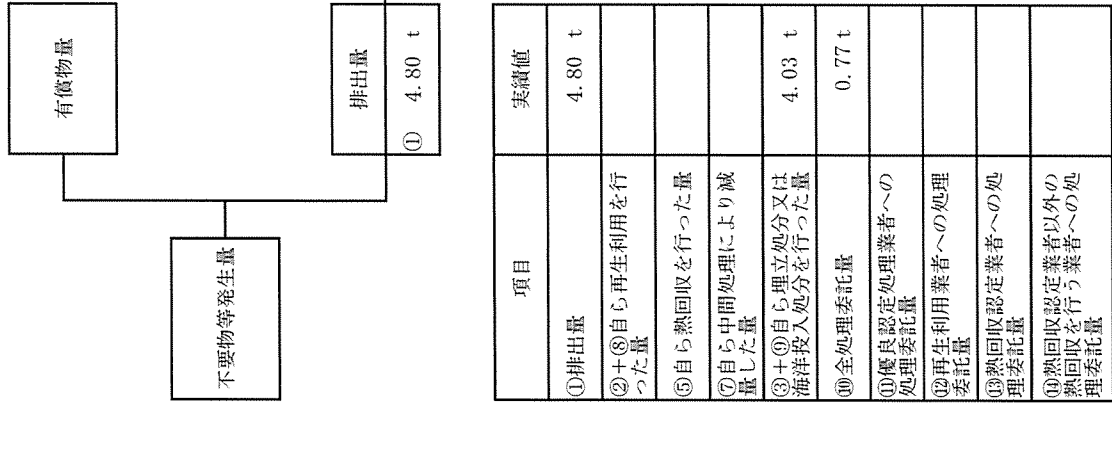 有償物量
不要物等発生量
排出量
① 4.80 t
項目 実績値
①排出量 4.80 t
②+⑧自ら再生利用を行
った量
⑤自ら熱回収を行った量
⑦自ら中間処理により減
量した量
③+⑨自ら埋立処分又は
海洋投入処分を行った量 4.03 t
⑩全処理委託量 0.77 t
⑪優良認定処理業者への
処理委託量
⑫再生利用業者への処理
委託量
⑬熱回収認定業者への処
理委託量
⑭熱回収認定業者以外の
熱回収を行う業者への処
理委託量